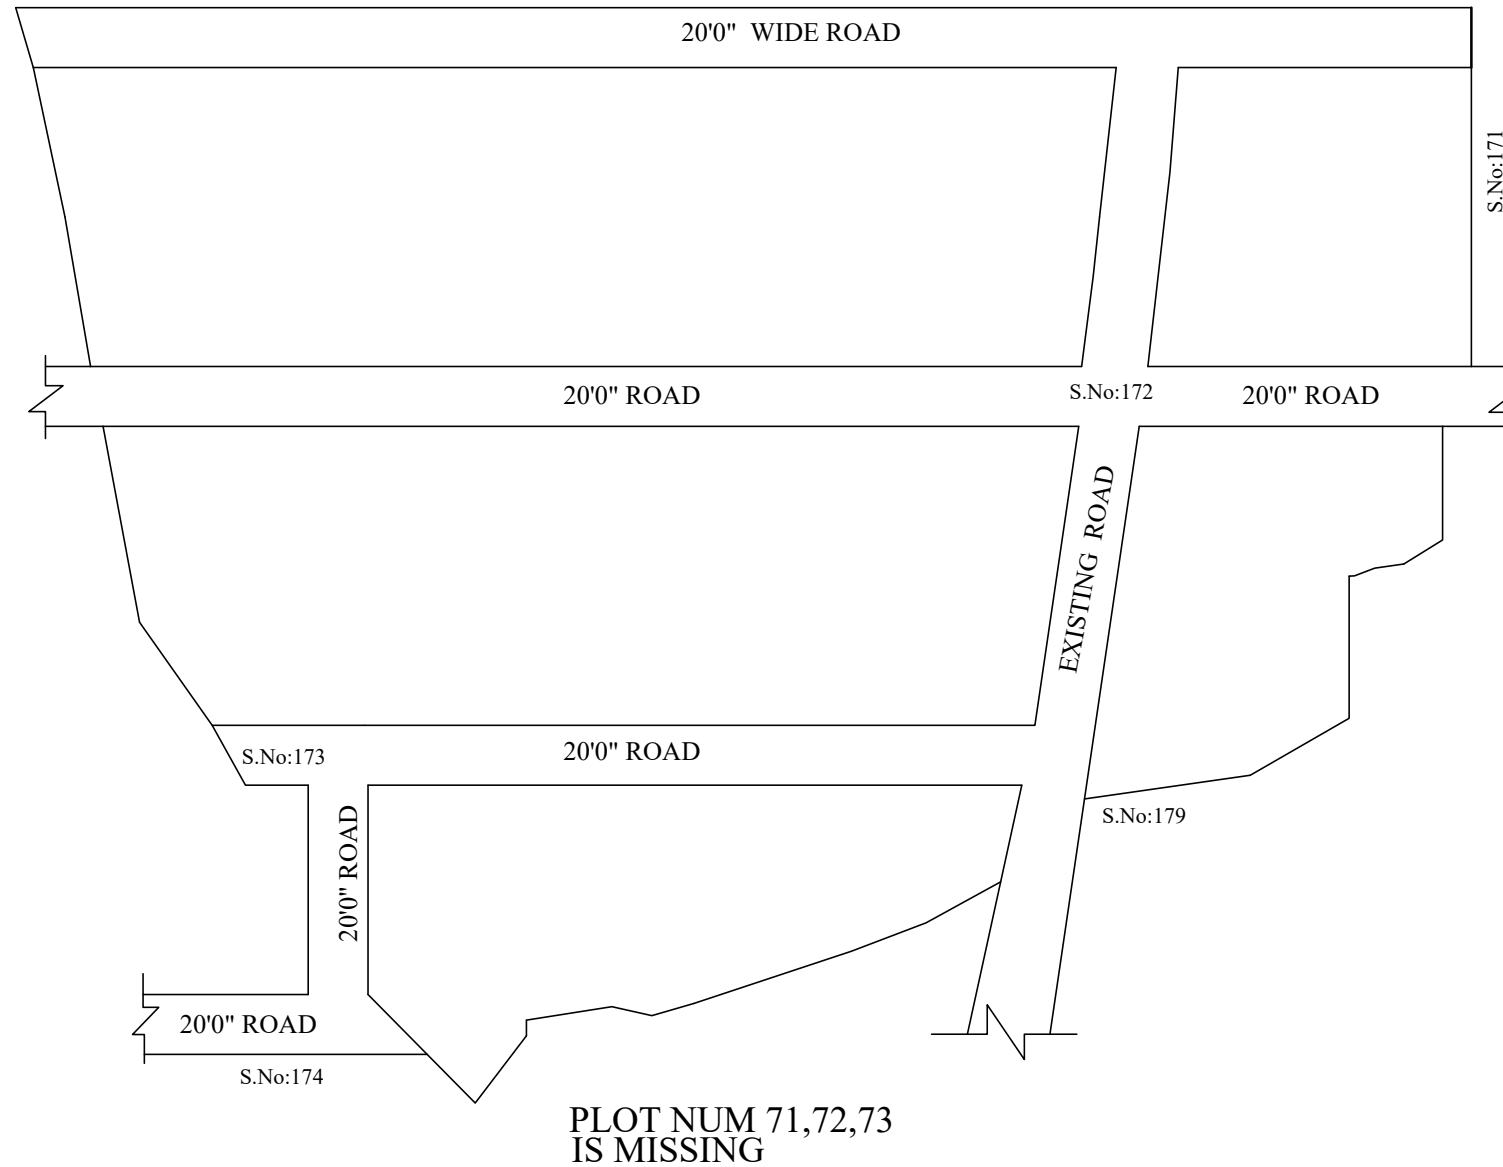 20'0"  WIDE ROAD
S.No:171
20'0" ROAD
S.No:172
20'0" ROAD
EXISTING  ROAD
S.No:173
20'0" ROAD
S.No:179
20'0" ROAD
20'0" ROAD
S.No:174
PLOT NUM 71,72,73
IS MISSING